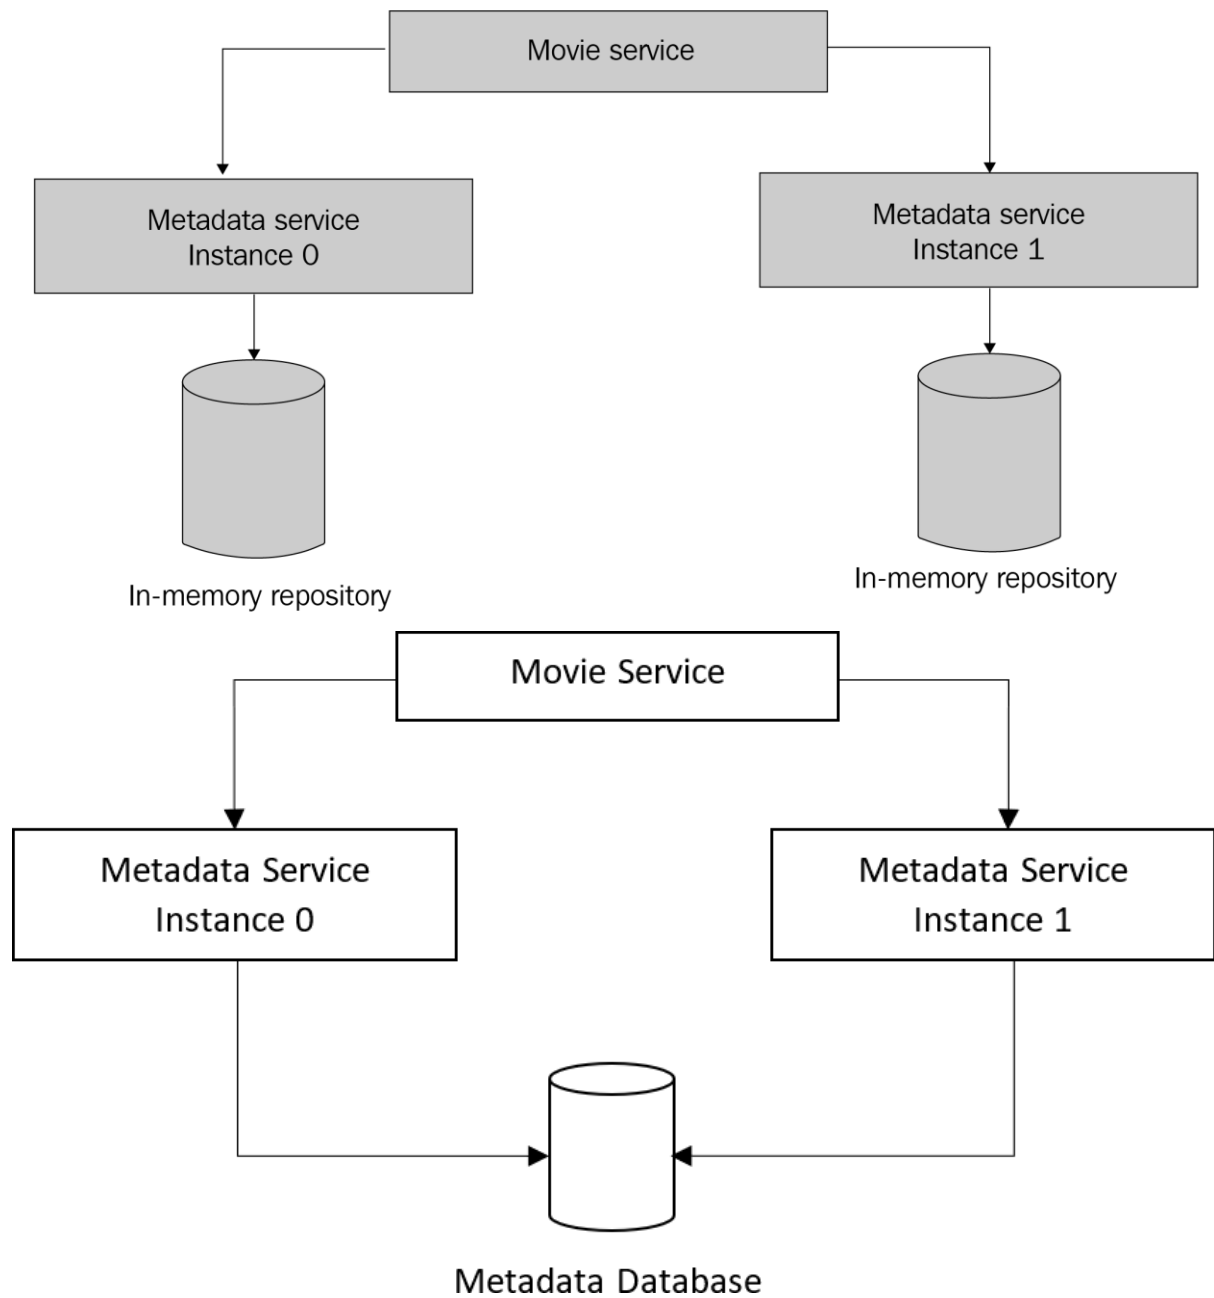 Movie service
Metadata service
Instance 0
Metadata service
Instance 1
In-memory repository
In-memory repository
Movie Service
Metadata Service
Instance 0
Metadata Service
Instance 1
Metadata Database